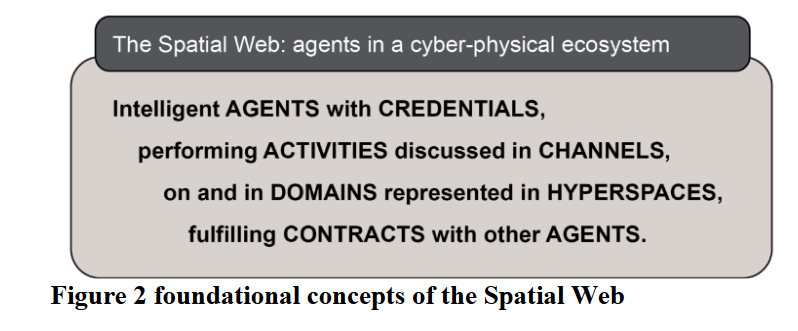 The Spatial Web: agents in a cyber-physical ecosystem
Intelligent AGENTS with CREDENTIALS,
performing ACTIVITIES discussed in CHANNELS,
on and in DOMAINS represented in HYPERSPACES,
fulfilling CONTRACTS with other AGENTS.
Figure 2 foundational concepts of the Spatial Web